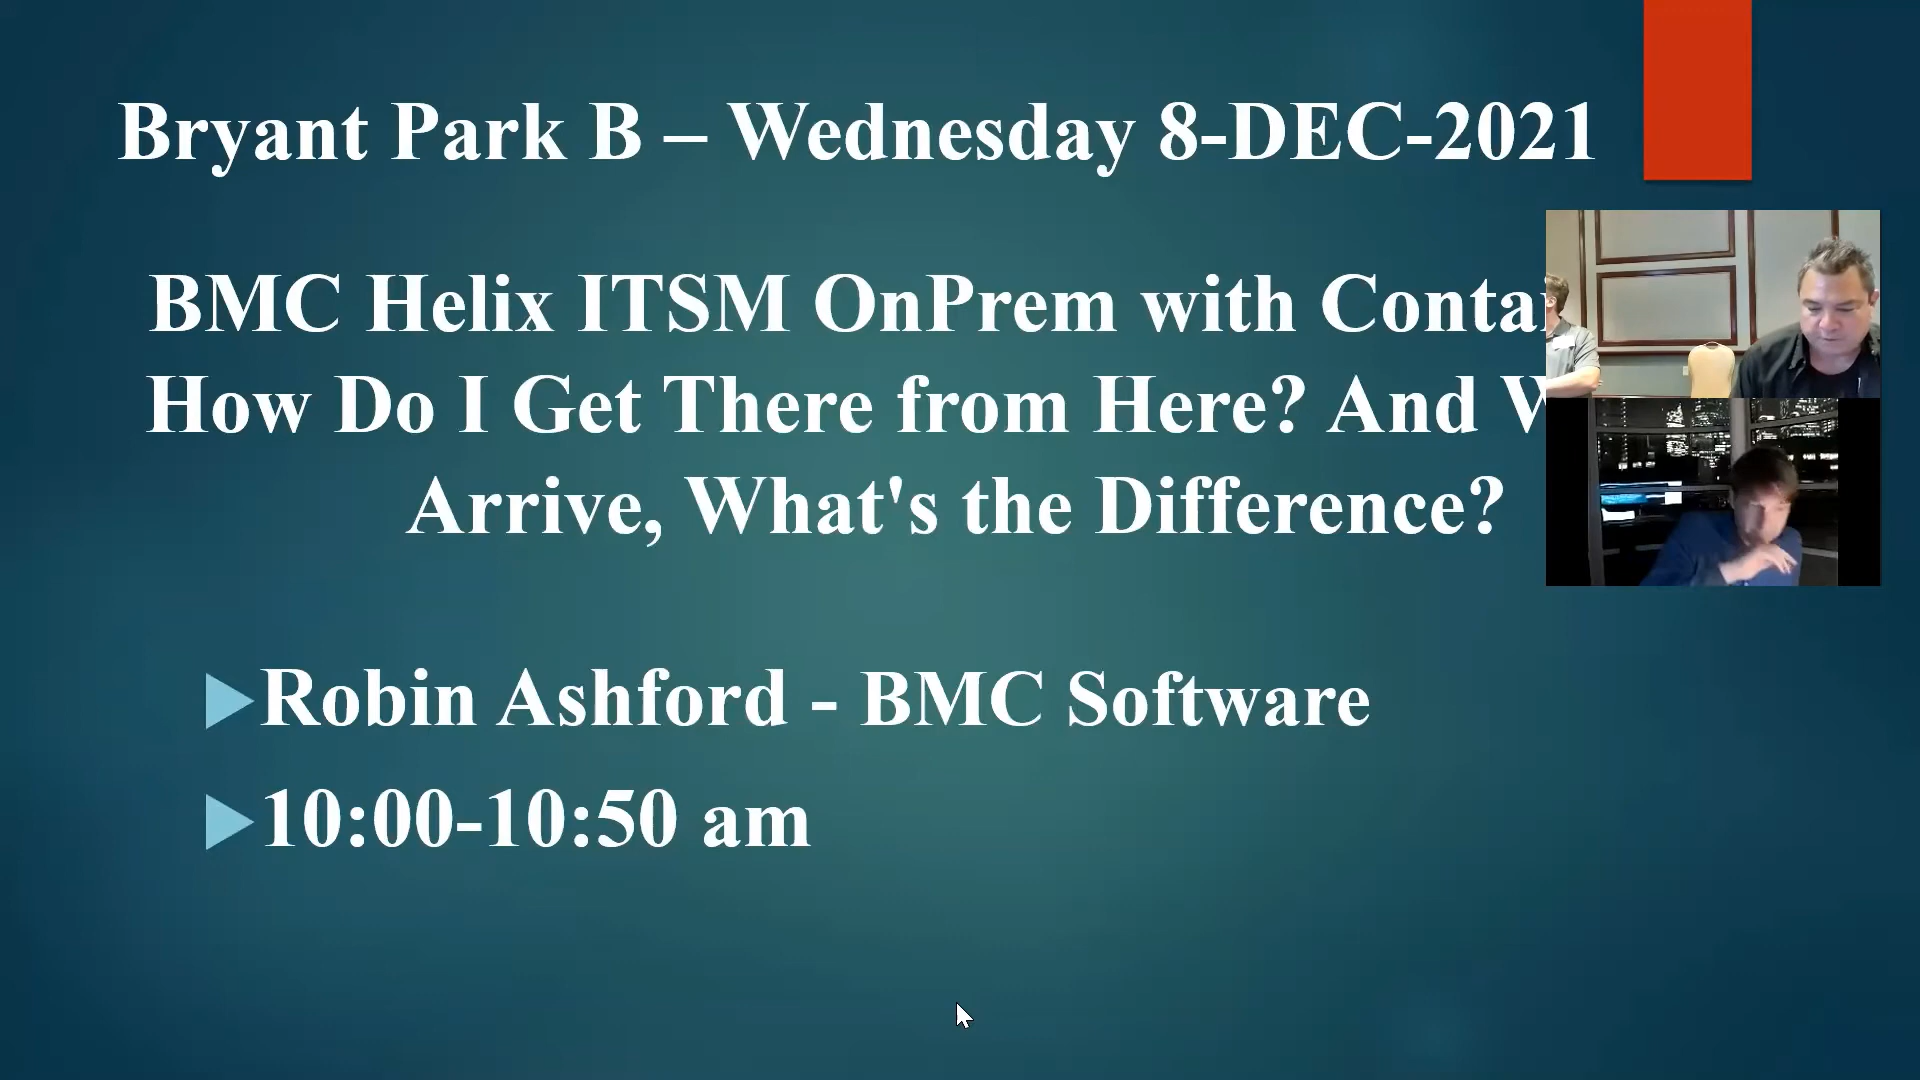 Bryant Park B – Wednesday 8-DEC-2021
BMC Helix ITSM OnPrem with
How Do I Get There from Here? And
Arrive, What's the Difference?
Robin Ashford - BMC Software
10:00-10:50 am